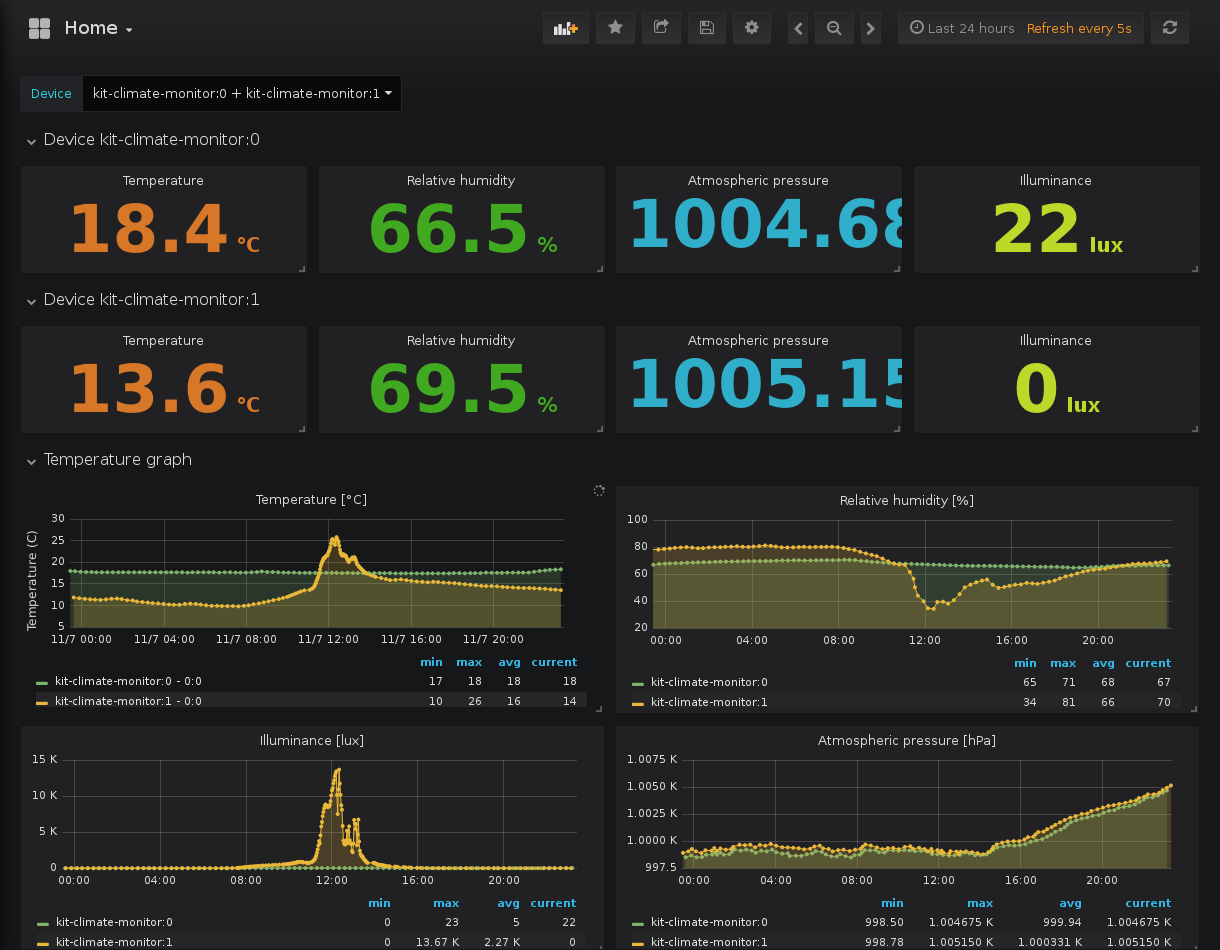 Home
Last 24 hours Refresh every 5s
Device kit-climate-monitor:0 + kit-climate-monitor:1
Device kit-climate-monitor:0
Temperature
18.4 °C
Relative humidity
66.5 %
Atmospheric pressure
1004.68
Illuminance
22 lux
Device kit-climate-monitor:1
Temperature
13.6 °C
Relative humidity
69.5 %
Atmospheric pressure
1005.15
Illuminance
0 lux
Temperature graph
Temperature [°C]
Temperature (C)
30
25
20
15
10
5
11/7 00:00 11/7 04:00 11/7 08:00 11/7 12:00 11/7 16:00 11/7 20:00
min max avg current
kit-climate-monitor:0 - 0:0 17 18 18 18
kit-climate-monitor:1 - 0:0 10 26 16 14
Relative humidity [%]
100
80
60
40
20
00:00 04:00 08:00 12:00 16:00 20:00
min max avg current
kit-climate-monitor:0 65 71 68 67
kit-climate-monitor:1 34 81 66 70
Illuminance [lux]
15 K
10 K
5 K
0
00:00 04:00 08:00 12:00 16:00 20:00
min max avg current
kit-climate-monitor:0 0 23 5 22
kit-climate-monitor:1 0 13.67 K 2.27 K 0
Atmospheric pressure [hPa]
1.0075 K
1.0050 K
1.0025 K
1.0000 K
997.5
00:00 04:00 08:00 12:00 16:00 20:00
min max avg current
kit-climate-monitor:0 998.50 1.004675 K 999.94 1.004675 K
kit-climate-monitor:1 998.78 1.005150 K 1.000331 K 1.005150 K